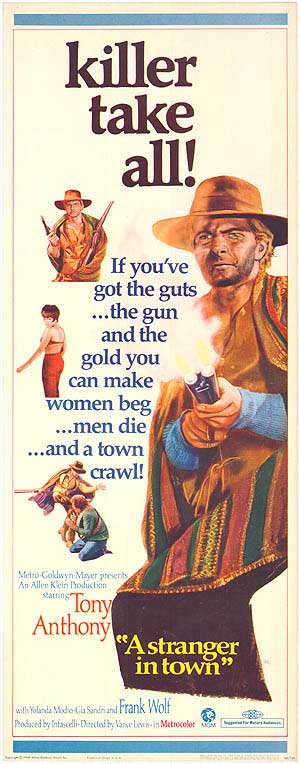 killer
take
all!
If you've
got the guts
...the gun
and the
gold you
can make
women beg
...men die
...and a town
crawl!
Metro-Goldwyn-Mayer presents
An Allen Klein Production
starring
Tony
Anthony
"A stranger
in town"
with Yolanda Modio-Gia Sandri and Frank Wolf
Produced by Infascelli-Directed by Vance Lewis - in Metrocolor
MGM
Suggested For Mature Audiences